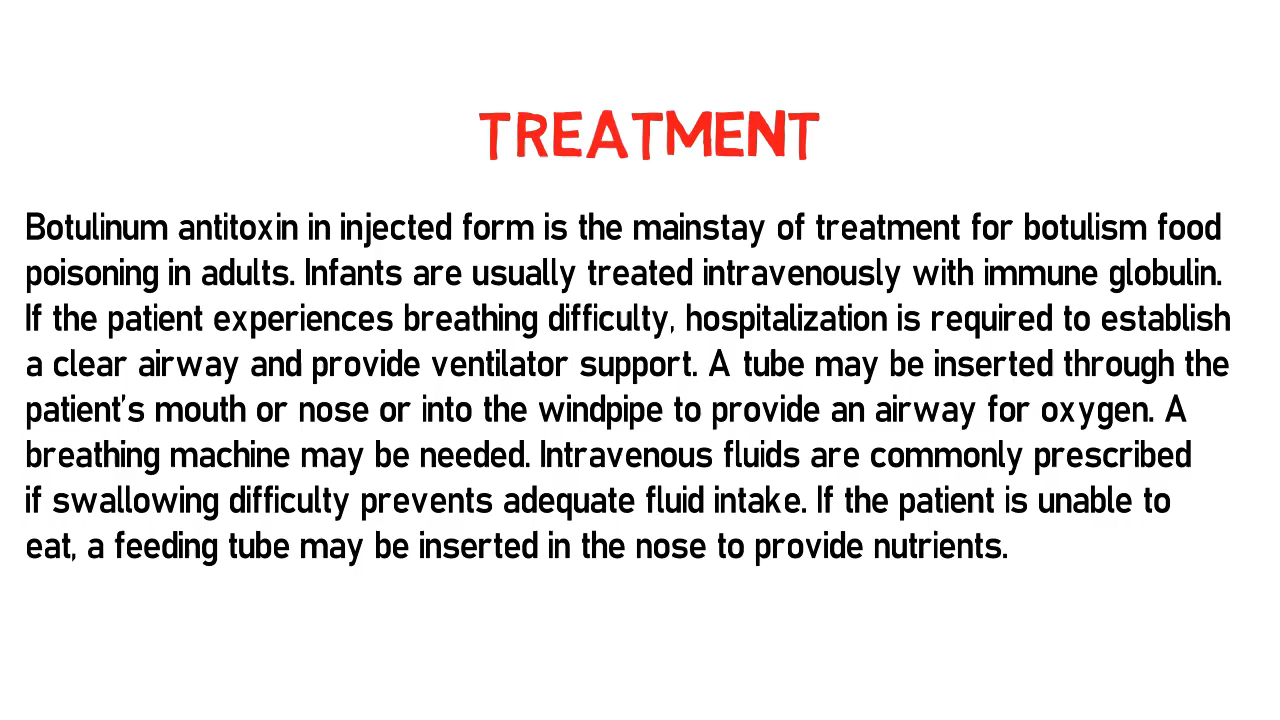 TREATMENT
Botulinum antitoxin in injected form is the mainstay of treatment for botulism food
poisoning in adults. Infants are usually treated intravenously with immune globulin.
If the patient experiences breathing difficulty, hospitalization is required to establish
a clear airway and provide ventilator support. A tube may be inserted through the
patient's mouth or nose or into the windpipe to provide an airway for oxygen. A
breathing machine may be needed. Intravenous fluids are commonly prescribed
if swallowing difficulty prevents adequate fluid intake. If the patient is unable to
eat, a feeding tube may be inserted in the nose to provide nutrients.